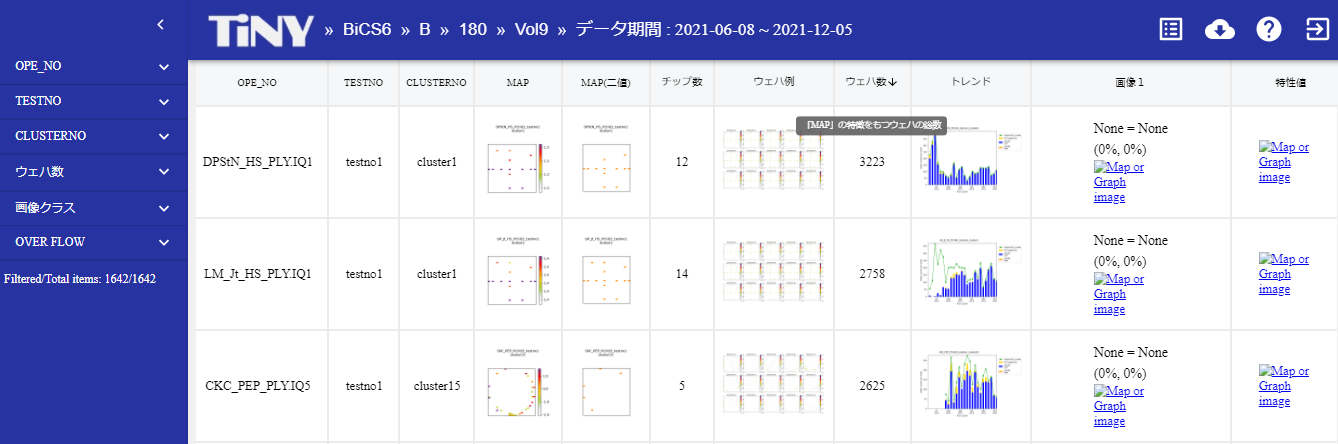 TiNY » BiCS6 » B » 180 » Vol9 » データ期間 : 2021-06-08 ~ 2021-12-05
OPE_NO
TESTNO
CLUSTERNO
ウェハ数
画像クラス
OVER FLOW
Filtered/Total items: 1642/1642
OPE_NO TESTNO CLUSTERNO MAP MAP(二値) チップ数 ウェハ例 ウェハ数 トレンド 画像1 特性値
「MAP」の特徴をもつウェハの総数
DPStN_HS_PLY.IQ1 testno1 cluster1 12 3223
None = None
(0%, 0%)
Map or
Graph
image
Map or
Graph
image
LM_Jt_HS_PLY.IQ1 testno1 cluster1 14 2758
None = None
(0%, 0%)
Map or
Graph
image
Map or
Graph
image
CKC_PEP_PLY.IQ5 testno1 cluster15 5 2625
None = None
(0%, 0%)
Map or
Graph
image
Map or
Graph
image